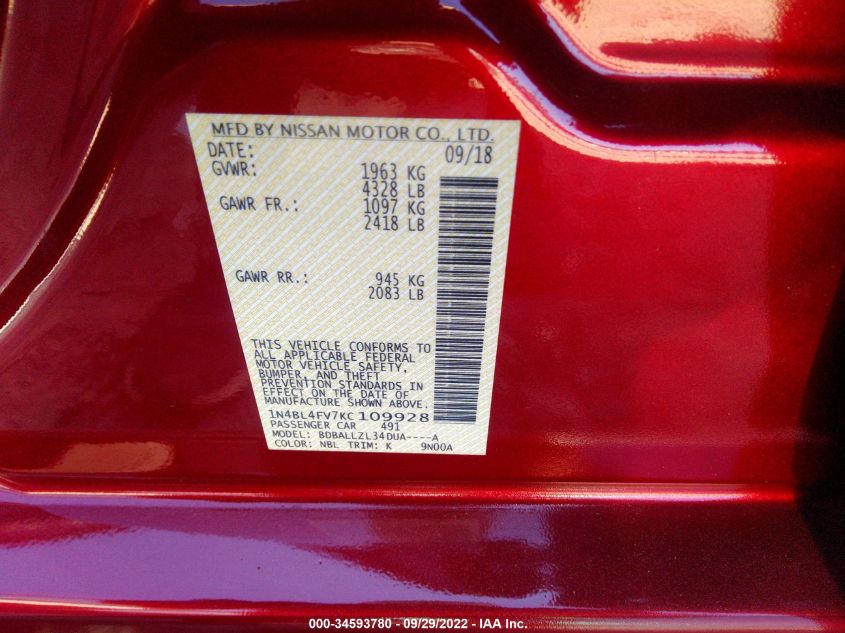 MFD BY NISSAN MOTOR CO., LTD.
DATE: 09/18
GVWR: 1963 KG
4328 LB
GAWR FR.: 1097 KG
2418 LB
GAWR RR.: 945 KG
2083 LB
THIS VEHICLE CONFORMS TO
ALL APPLICABLE FEDERAL
MOTOR VEHICLE SAFETY,
BUMPER, AND THEFT
PREVENTION STANDARDS IN
EFFECT ON THE DATE OF
MANUFACTURE SHOWN ABOVE.
1N4BL4FV7KC109928
PASSENGER CAR 491
MODEL: BDBALLZL34DUA----A
COLOR: NBL TRIM: K 9N00A
000-34593780 - 09/29/2022 - IAA Inc.